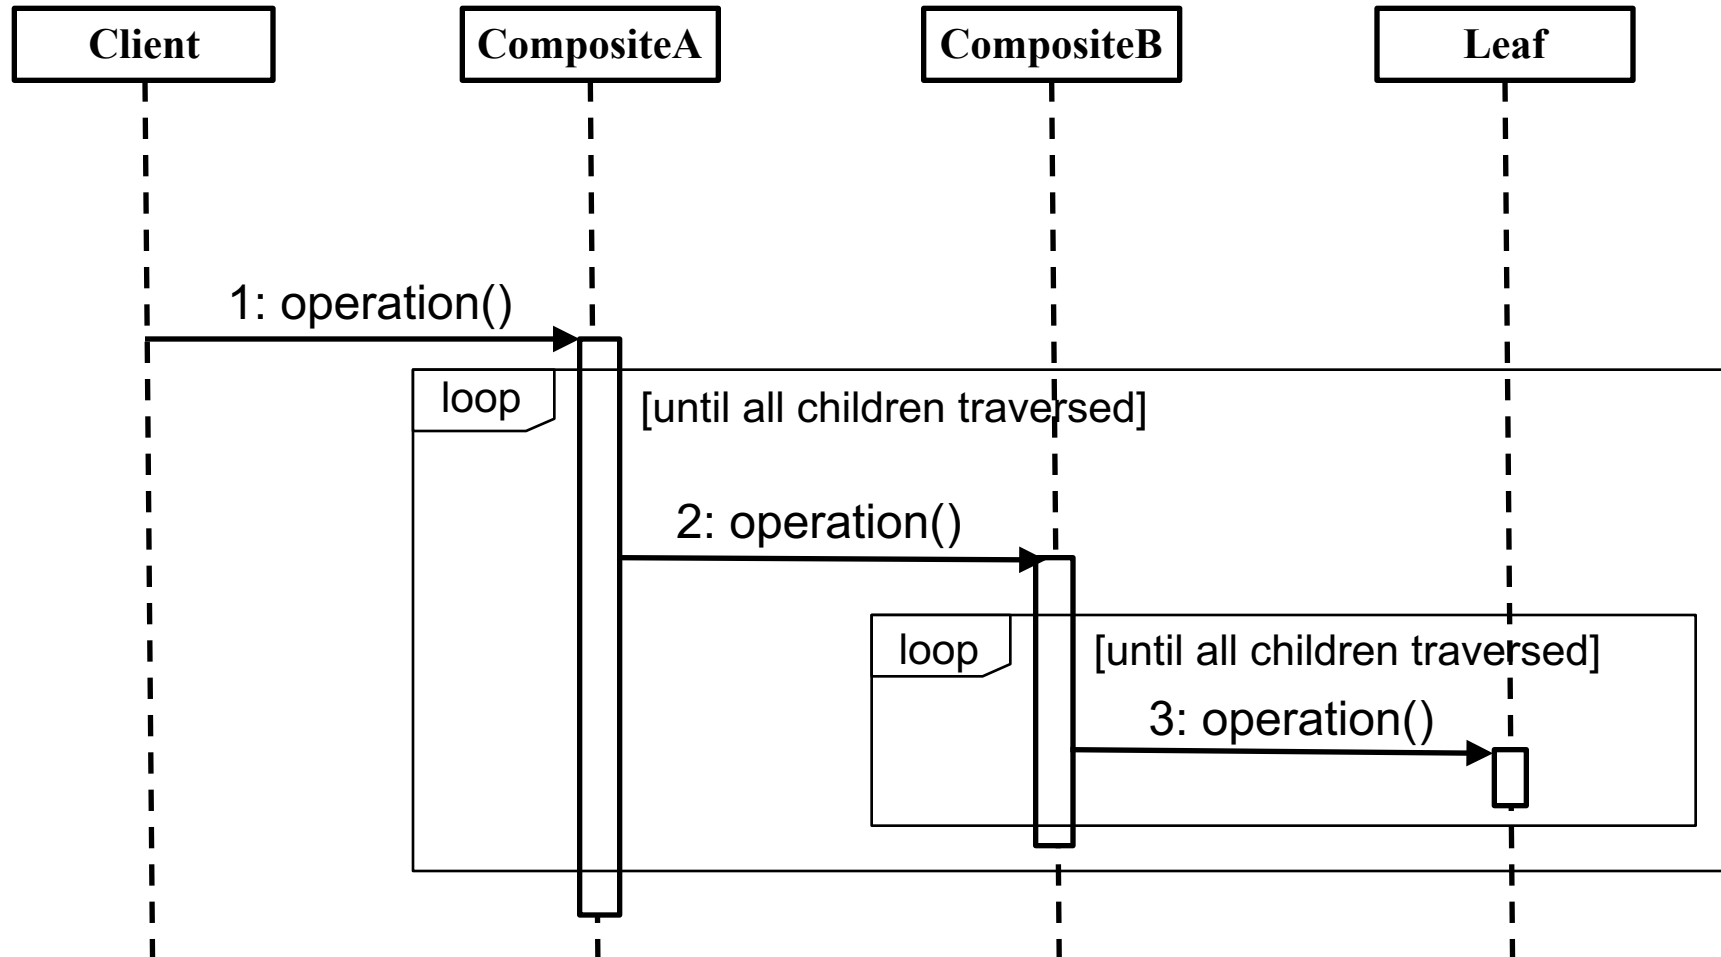 Client
CompositeA
CompositeB
Leaf
1: operation()
loop
[until all children traversed]
2: operation()
loop
[until all children traversed]
3: operation()